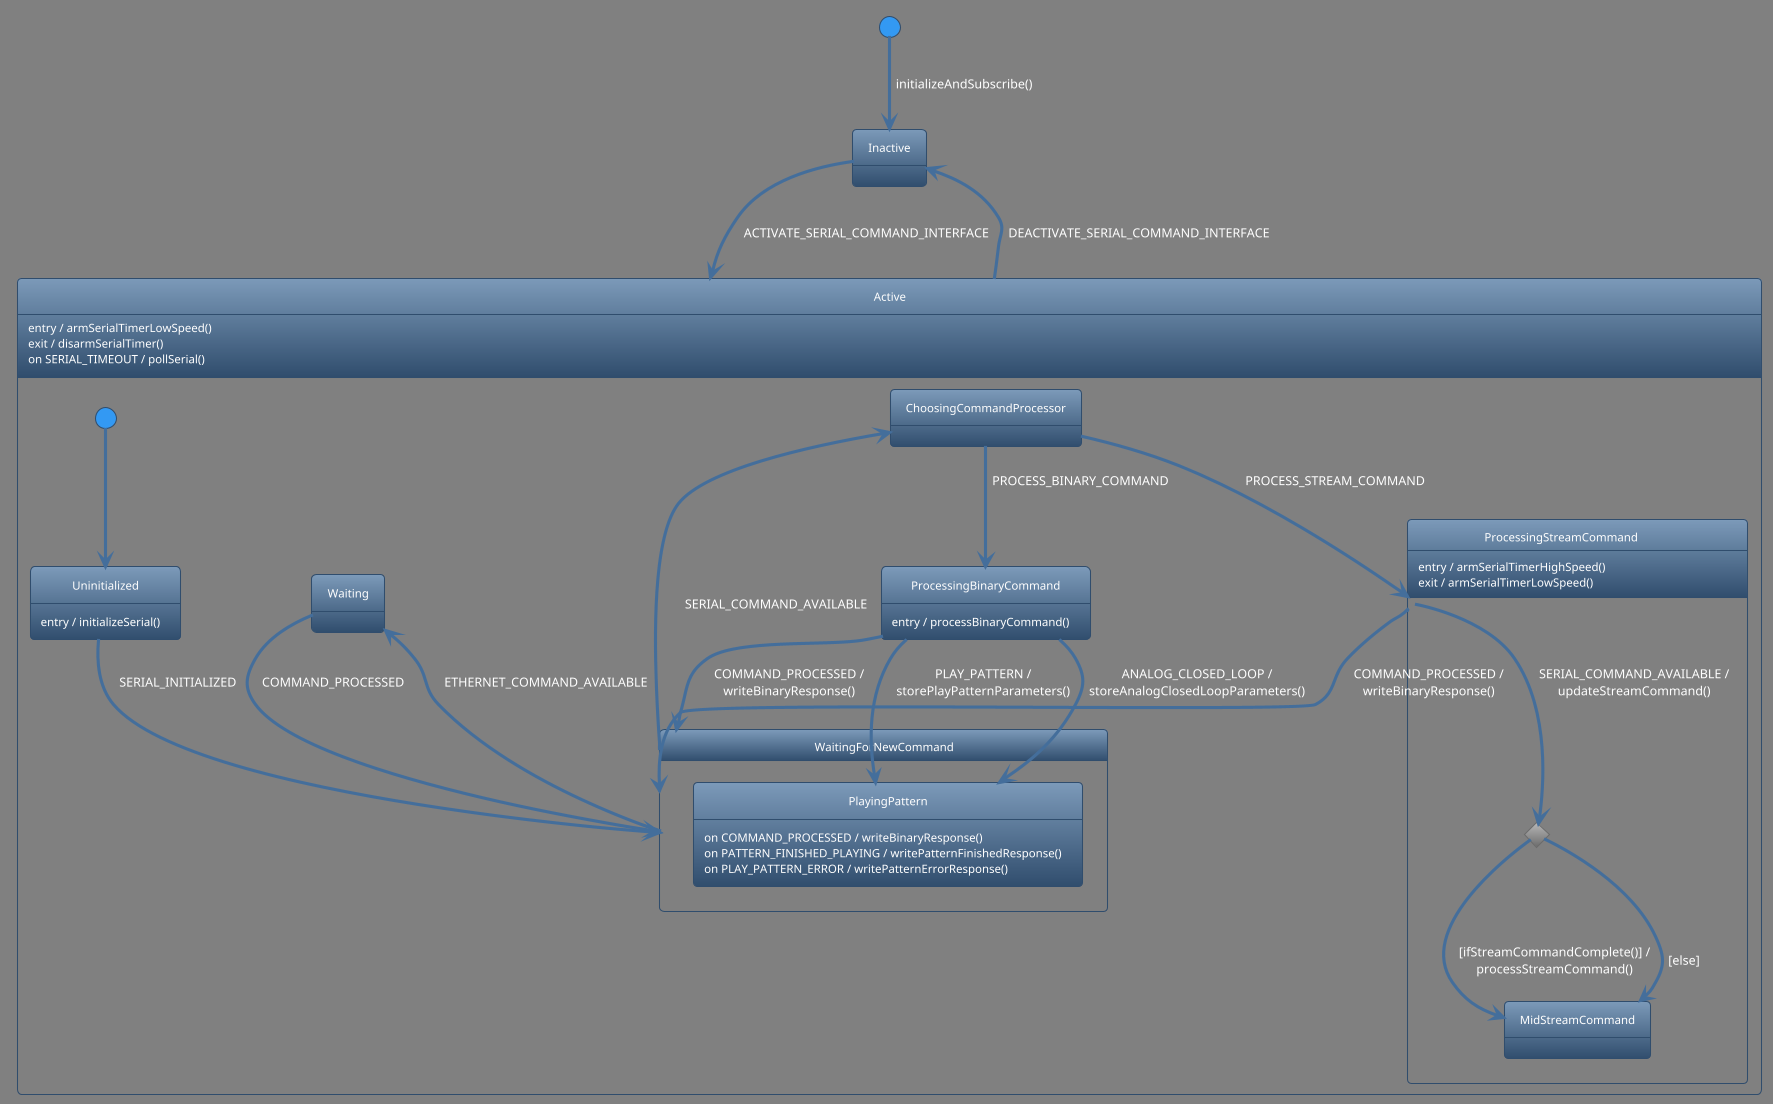 initializeAndSubscribe()
Inactive
ACTIVATE_SERIAL_COMMAND_INTERFACE
DEACTIVATE_SERIAL_COMMAND_INTERFACE
Active
entry / armSerialTimerLowSpeed()
exit / disarmSerialTimer()
on SERIAL_TIMEOUT / pollSerial()
ChoosingCommandProcessor
PROCESS_BINARY_COMMAND
PROCESS_STREAM_COMMAND
ProcessingStreamCommand
entry / armSerialTimerHighSpeed()
exit / armSerialTimerLowSpeed()
Uninitialized
entry / initializeSerial()
Waiting
SERIAL_COMMAND_AVAILABLE
ProcessingBinaryCommand
entry / processBinaryCommand()
SERIAL_INITIALIZED
COMMAND_PROCESSED
ETHERNET_COMMAND_AVAILABLE
COMMAND_PROCESSED /
writeBinaryResponse()
PLAY_PATTERN /
storePlayPatternParameters()
ANALOG_CLOSED_LOOP /
storeAnalogClosedLoopParameters()
COMMAND_PROCESSED /
writeBinaryResponse()
SERIAL_COMMAND_AVAILABLE /
updateStreamCommand()
WaitingForNewCommand
PlayingPattern
on COMMAND_PROCESSED / writeBinaryResponse()
on PATTERN_FINISHED_PLAYING / writePatternFinishedResponse()
on PLAY_PATTERN_ERROR / writePatternErrorResponse()
[ifStreamCommandComplete()] /
processStreamCommand()
[else]
MidStreamCommand